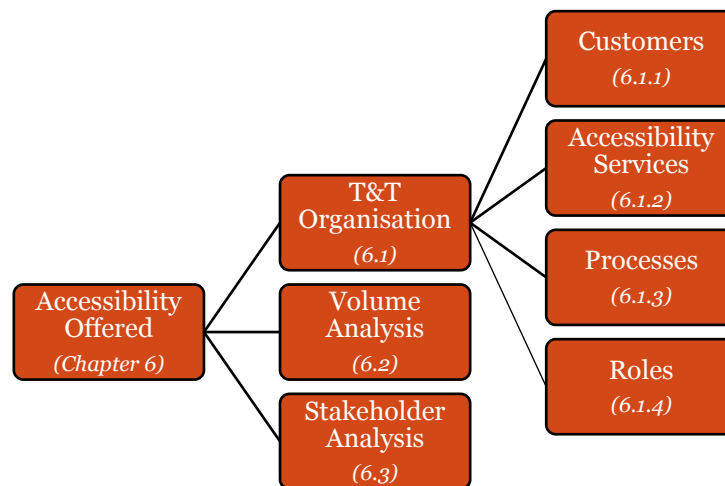 Accessibility
Offered
(Chapter 6)
T&T
Organisation
(6.1)
Volume
Analysis
(6.2)
Stakeholder
Analysis
(6.3)
Customers
(6.1.1)
Accessibility
Services
(6.1.2)
Processes
(6.1.3)
Roles
(6.1.4)